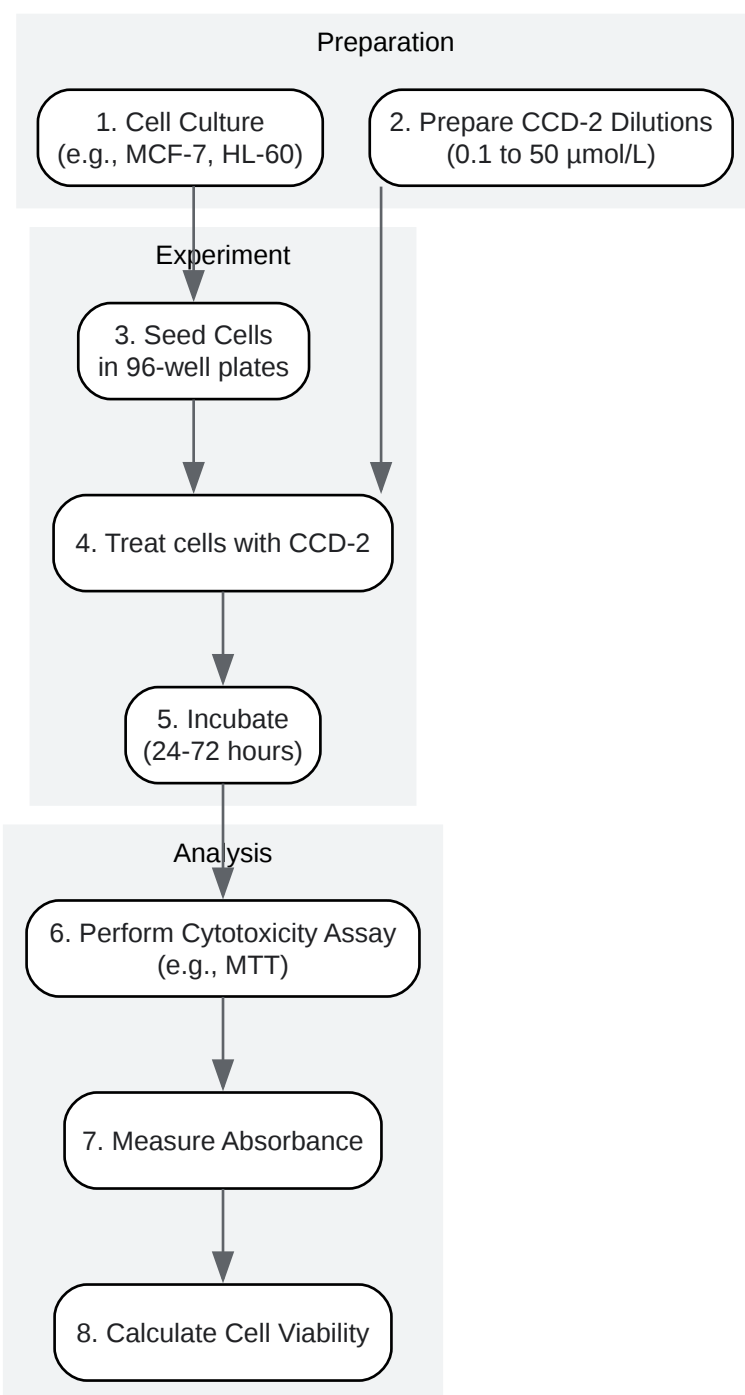 Preparation
1. Cell Culture
(e.g., MCF-7, HL-60)
2. Prepare CCD-2 Dilutions
(0.1 to 50 µmol/L)
Experiment
3. Seed Cells
in 96-well plates
4. Treat cells with CCD-2
5. Incubate
(24-72 hours)
Analysis
6. Perform Cytotoxicity Assay
(e.g., MTT)
7. Measure Absorbance
8. Calculate Cell Viability